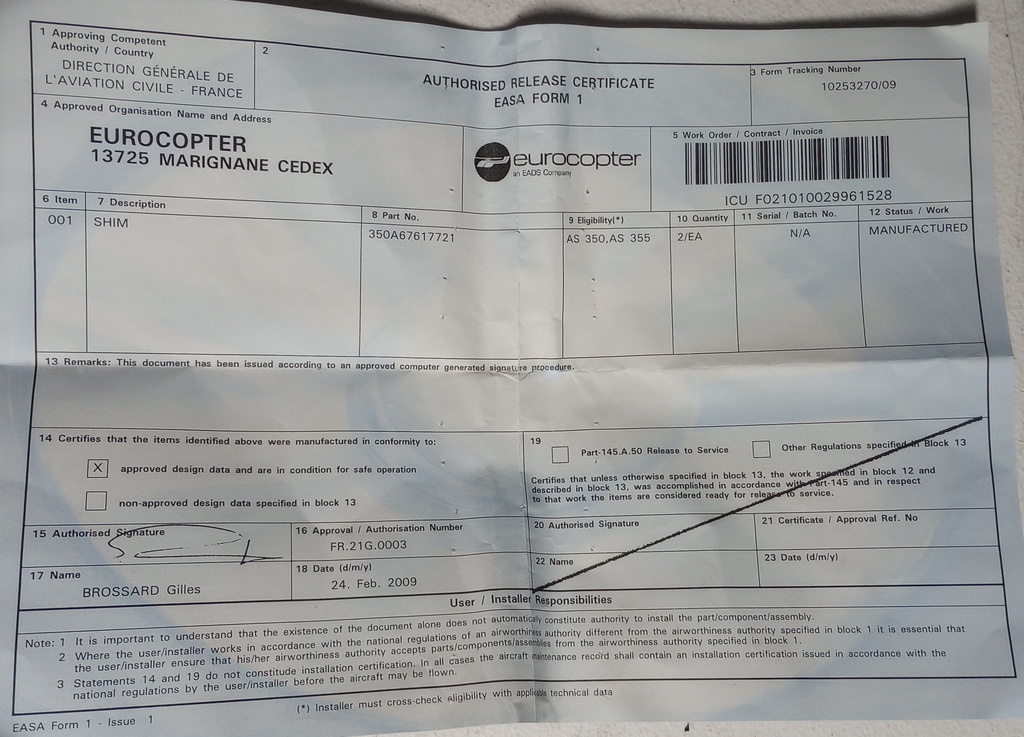 1 Approving Competent
Authority / Country
DIRECTION GÉNÉRALE DE
L'AVIATION CIVILE - FRANCE
2
AUTHORISED RELEASE CERTIFICATE
EASA FORM 1
3 Form Tracking Number
10253270/09
4 Approved Organisation Name and Address
EUROCOPTER
13725 MARIGNANE CEDEX
eurocopter
an EADS Company
5 Work Order / Contract / Invoice
ICU F021010029961528
6 Item
7 Description
8 Part No.
9 Eligibility(*)
10 Quantity
11 Serial / Batch No.
12 Status / Work
001
SHIM
350A67617721
AS 350,AS 355
2/EA
N/A
MANUFACTURED
13 Remarks: This document has been issued according to an approved computer generated signature procedure.
14 Certifies that the items identified above were manufactured in conformity to:
X approved design data and are in condition for safe operation
non-approved design data specified in block 13
19
Part-145.A.50 Release to Service
Other Regulations specified in Block 13
Certifies that unless otherwise specified in block 13, the work specified in block 12 and
described in block 13, was accomplished in accordance with Part-145 and in respect
to that work the items are considered ready for release to service.
15 Authorised Signature
16 Approval / Authorisation Number
FR.21G.0003
17 Name
BROSSARD Gilles
18 Date (d/m/y)
24. Feb. 2009
20 Authorised Signature
21 Certificate / Approval Ref. No
22 Name
23 Date (d/m/y)
User / Installer Responsibilities
Note: 1 It is important to understand that the existence of the document alone does not automatically constitute authority to install the part/component/assembly.
2 Where the user/installer works in accordance with the national regulations of an airworthiness authority different from the airworthiness authority specified in block 1 it is essential that
the user/installer ensure that his/her airworthiness authority accepts parts/components/assemblies from the airworthiness authority specified in block 1.
3 Statements 14 and 19 do not constitute installation certification. In all cases the aircraft maintenance record shall contain an installation certification issued in accordance with the
national regulations by the user/installer before the aircraft may be flown.
(*) Installer must cross-check eligibility with applicable technical data
EASA Form 1 - Issue 1